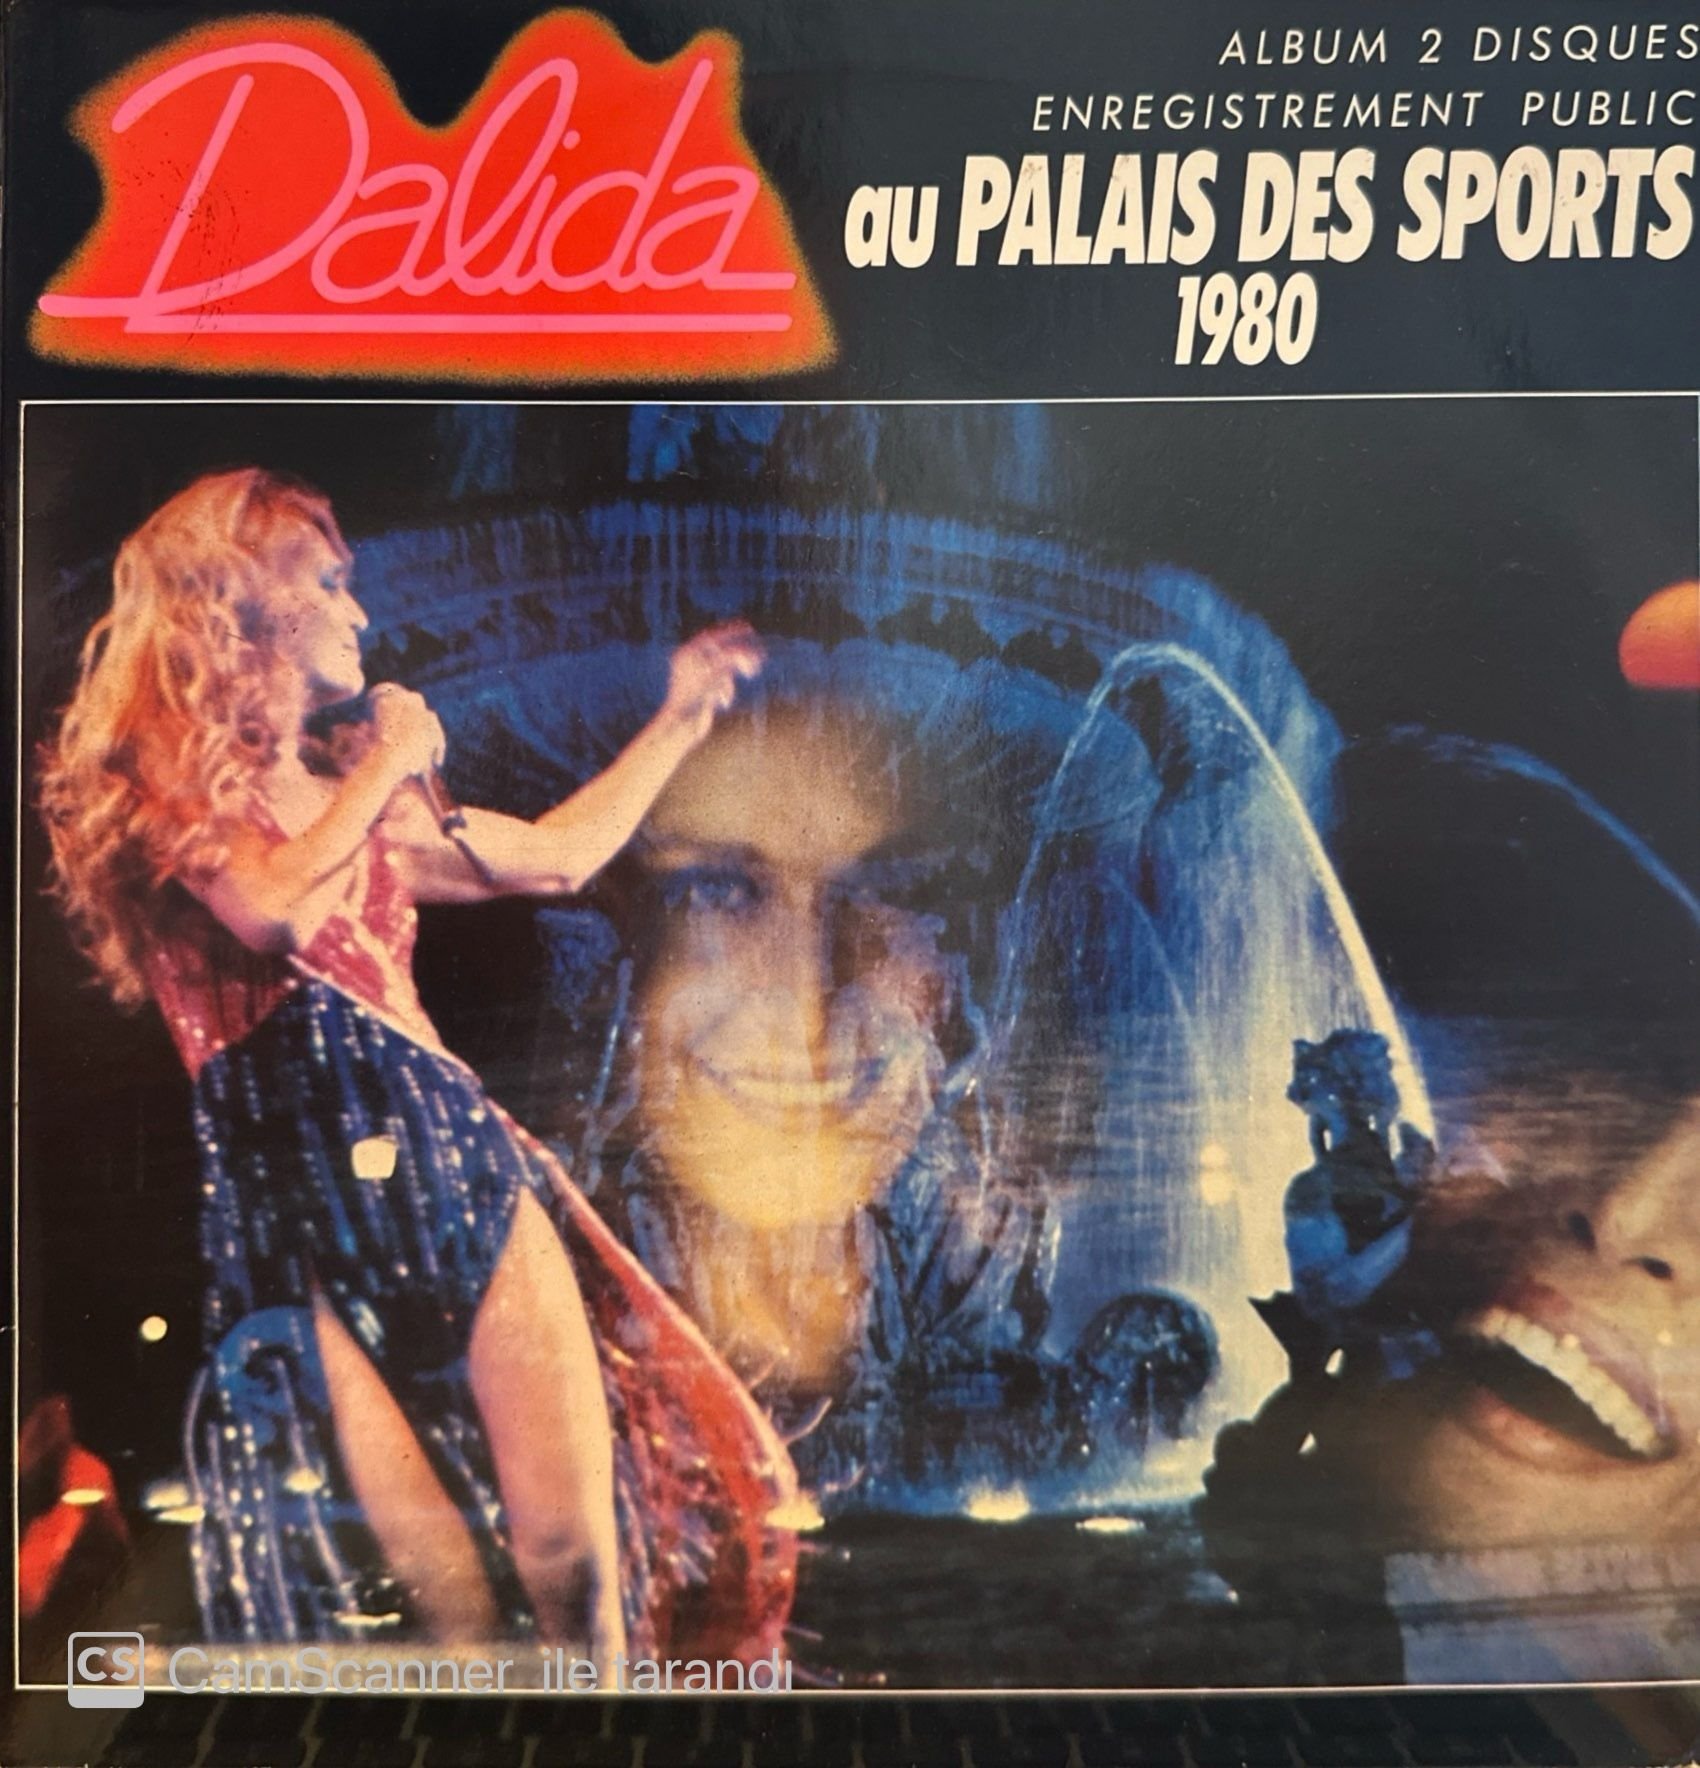 Dalida
ALBUM 2 DISQUES
ENREGISTREMENT PUBLIC
au PALAIS DES SPORTS
1980
CS CamScanner ile tarandı